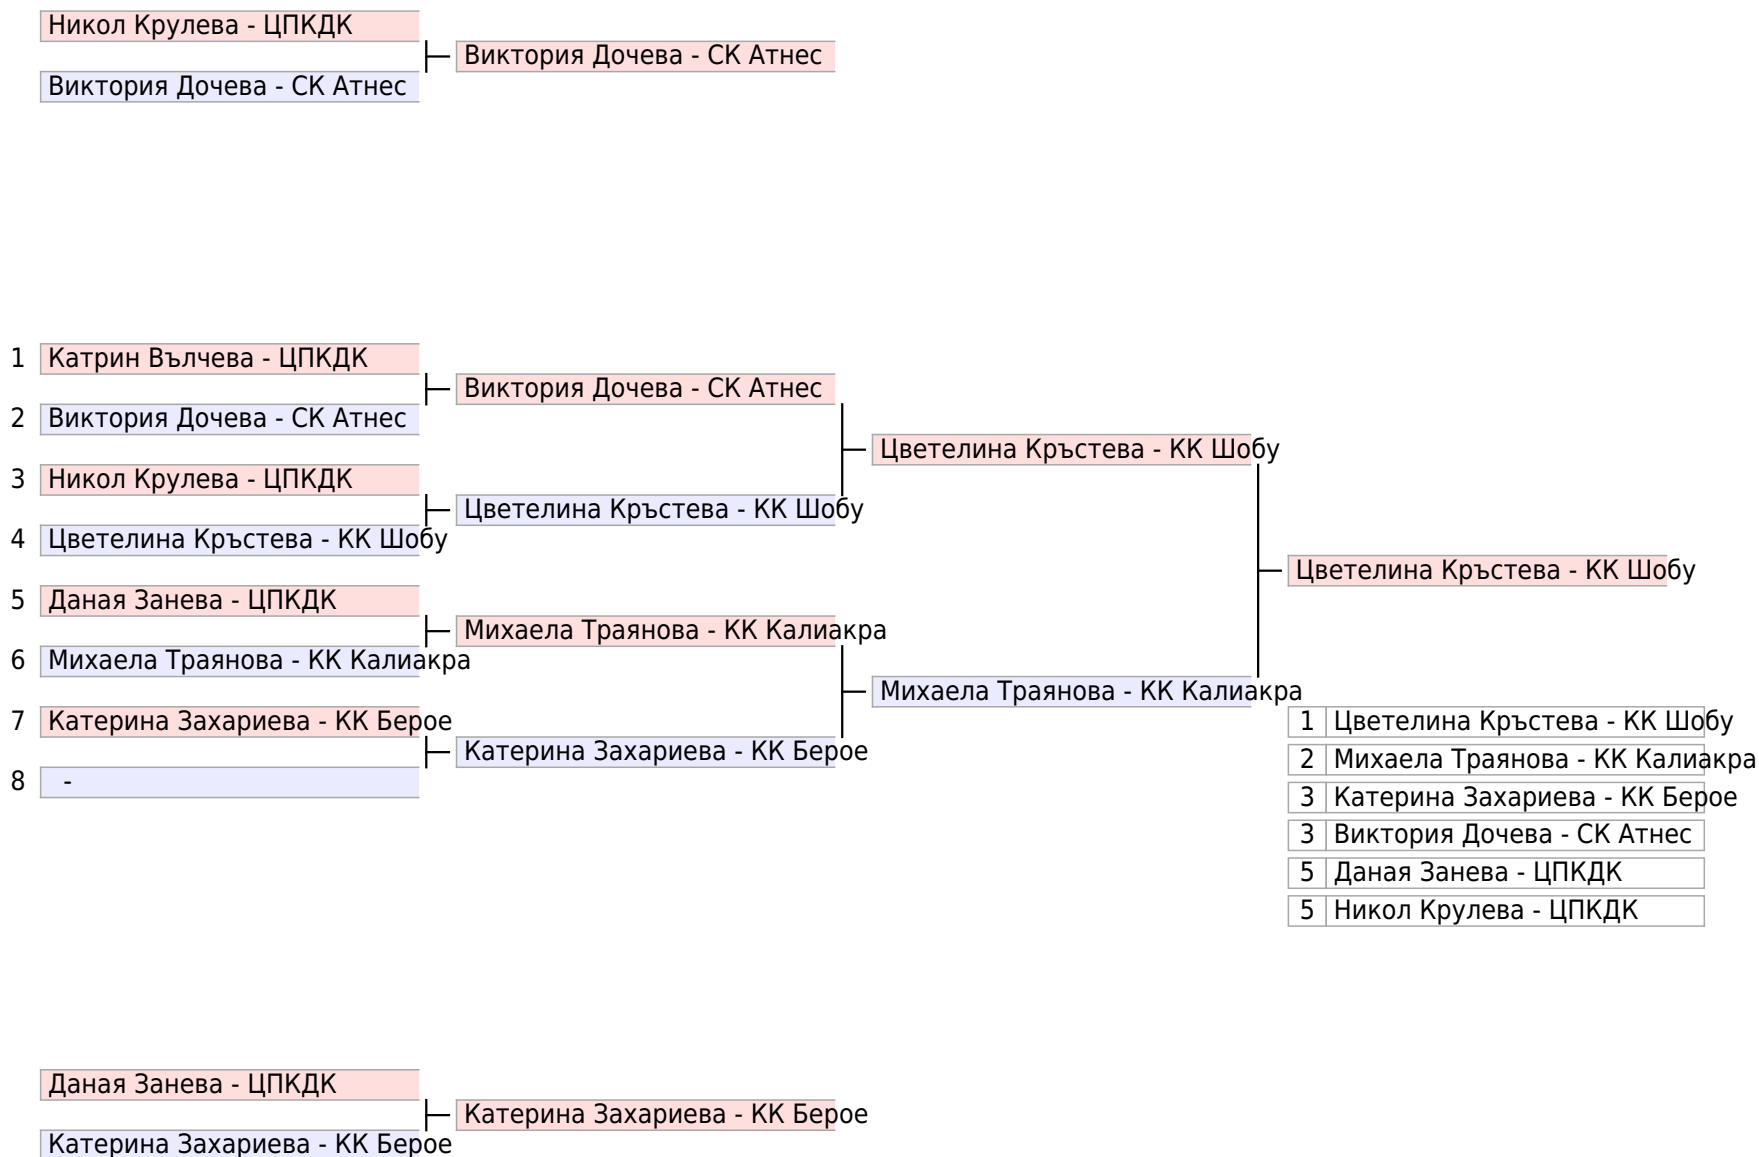 Никол Крулева - ЦПКДК
Виктория Дочева - СК Атнес
Виктория Дочева - СК Атнес
1 Катрин Вълчева - ЦПКДК
Виктория Дочева - СК Атнес
2 Виктория Дочева - СК Атнес
Цветелина Кръстева - КК Шобу
3 Никол Крулева - ЦПКДК
Цветелина Кръстева - КК Шобу
4 Цветелина Кръстева - КК Шобу
Цветелина Кръстева - КК Шобу
5 Даная Занева - ЦПКДК
Михаела Траянова - КК Калиакра
6 Михаела Траянова - КК Калиакра
Михаела Траянова - КК Калиакра
7 Катерина Захариева - КК Берое
Катерина Захариева - КК Берое
8 -
1 Цветелина Кръстева - КК Шобу
2 Михаела Траянова - КК Калиакра
3 Катерина Захариева - КК Берое
3 Виктория Дочева - СК Атнес
5 Даная Занева - ЦПКДК
5 Никол Крулева - ЦПКДК
Даная Занева - ЦПКДК
Катерина Захариева - КК Берое
Катерина Захариева - КК Берое